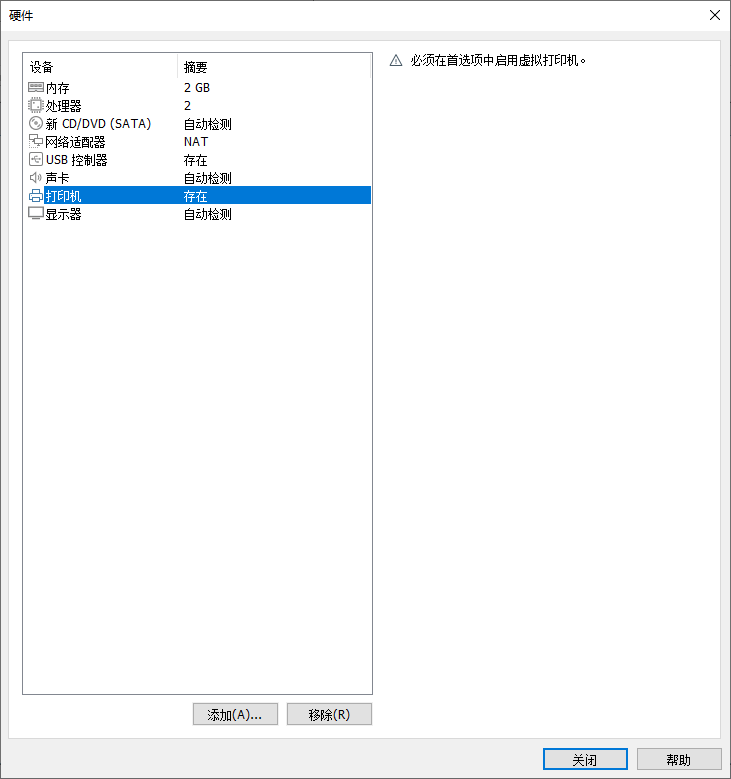 硬件
设备 摘要
内存 2 GB
处理器 2
新 CD/DVD (SATA) 自动检测
网络适配器 NAT
USB 控制器 存在
声卡 自动检测
打印机 存在
显示器 自动检测
必须在首选项中启用虚拟打印机。
添加(A)... 移除(R)
关闭 帮助